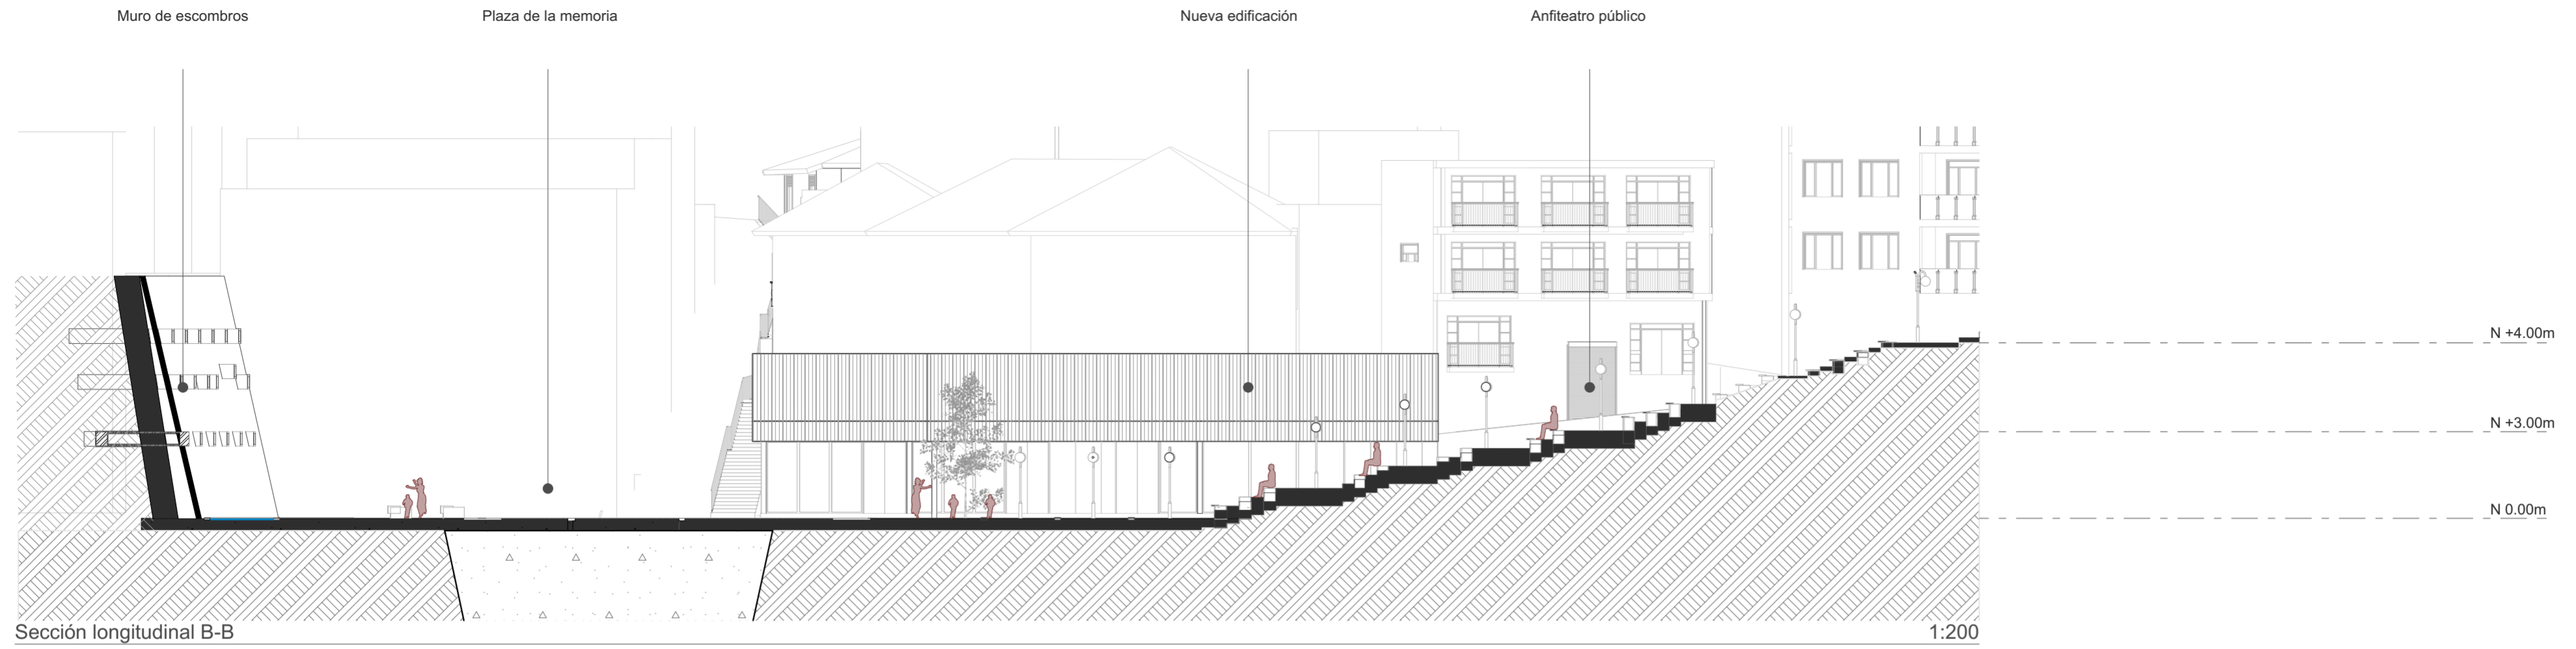 Muro de escombros
Plaza de la memoria
Nueva edificación
Anfiteatro público
N +4.00m
N +3.00m
N 0.00m
Sección longitudinal B-B
1:200